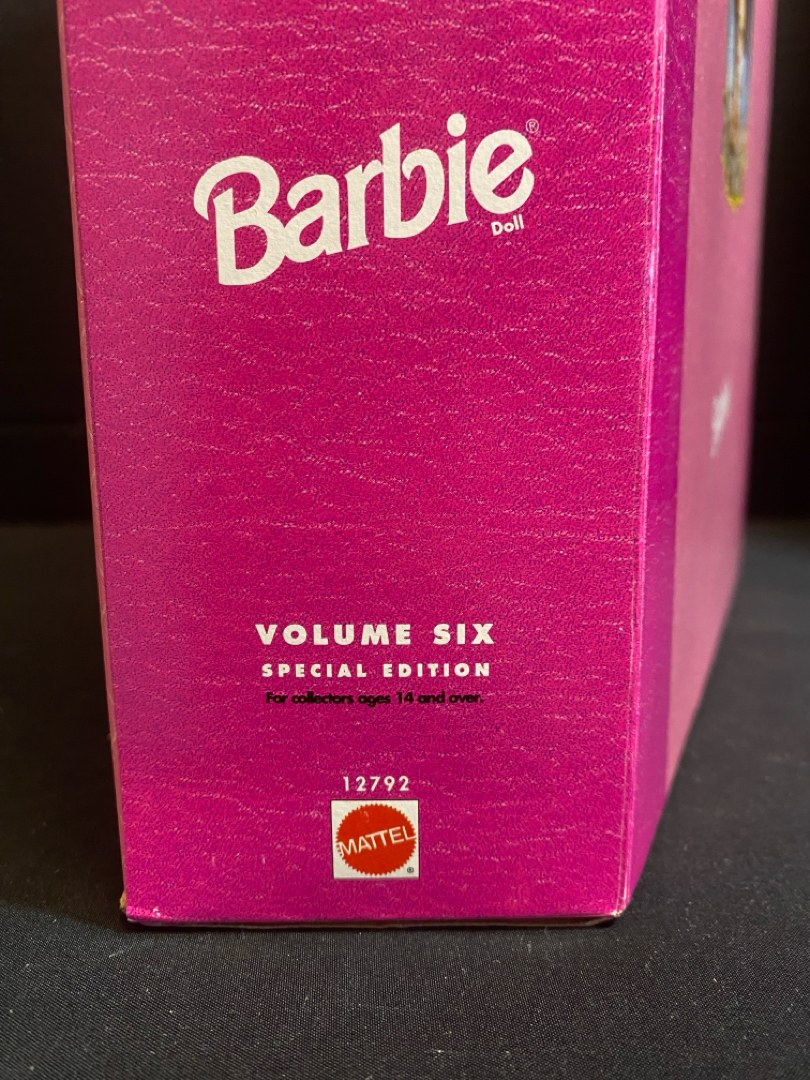 Barbie®
Doll
VOLUME SIX
SPECIAL EDITION
For collectors ages 14 and over.
12792
MATTEL
®